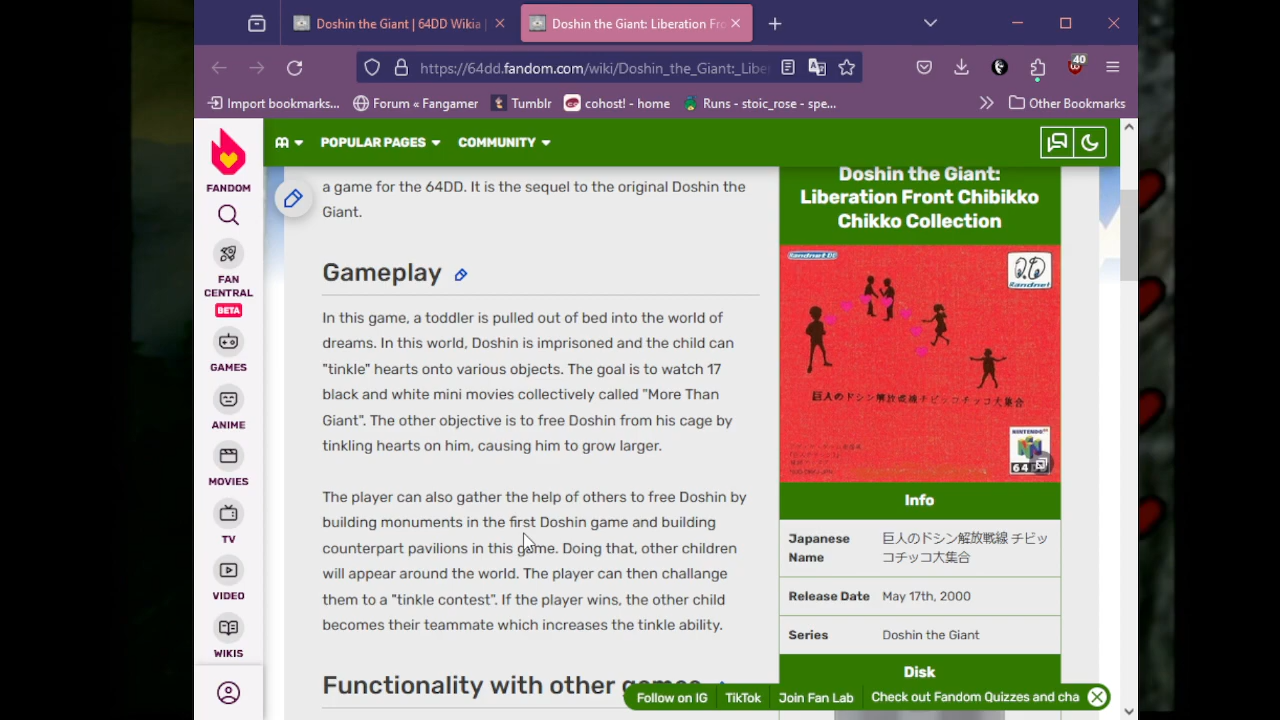 Doshin the Giant | 64DD Wikia
Doshin the Giant: Liberation Fr
https://64dd.fandom.com/wiki/Doshin_the_Giant:_Libe
40
Import bookmarks...
Forum « Fangamer
Tumblr
cohost! - home
Runs - stoic_rose - spe...
Other Bookmarks
POPULAR PAGES
COMMUNITY
FANDOM
FAN
CENTRAL
BETA
GAMES
ANIME
MOVIES
TV
VIDEO
WIKIS
a game for the 64DD. It is the sequel to the original Doshin the
Giant.
Gameplay
In this game, a toddler is pulled out of bed into the world of
dreams. In this world, Doshin is imprisoned and the child can
"tinkle" hearts onto various objects. The goal is to watch 17
black and white mini movies collectively called "More Than
Giant". The other objective is to free Doshin from his cage by
tinkling hearts on him, causing him to grow larger.
The player can also gather the help of others to free Doshin by
building monuments in the first Doshin game and building
counterpart pavilions in this game. Doing that, other children
will appear around the world. The player can then challange
them to a "tinkle contest". If the player wins, the other child
becomes their teammate which increases the tinkle ability.
Functionality with other games
Doshin the Giant:
Liberation Front Chibikko
Chikko Collection
RandnetDD
Randnet
巨人のドシン解放戦線チビッコチッコ大集合
NINTENDO
64
Info
Japanese
Name
巨人のドシン解放戦線 チビッ
コチッコ大集合
Release Date
May 17th, 2000
Series
Doshin the Giant
Disk
Follow on IG
TikTok
Join Fan Lab
Check out Fandom Quizzes and cha